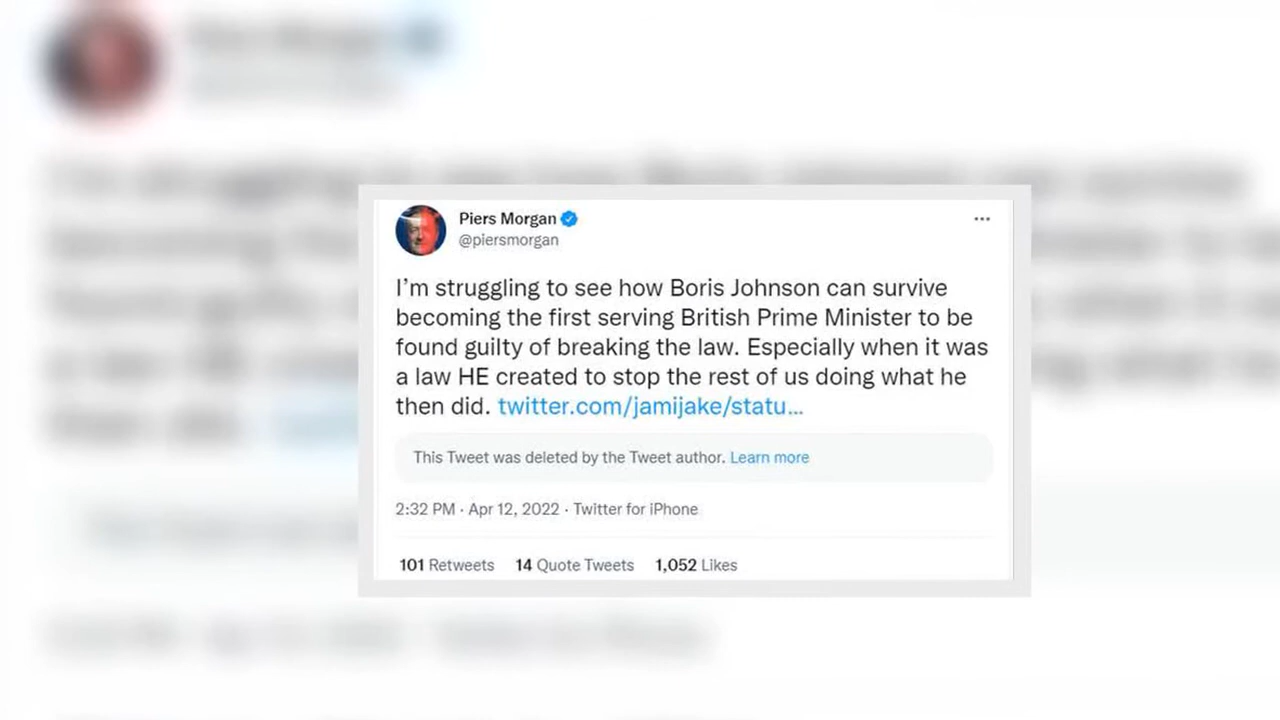 Piers Morgan
@piersmorgan
I'm struggling to see how Boris Johnson can survive
becoming the first serving British Prime Minister to be
found guilty of breaking the law. Especially when it was
a law HE created to stop the rest of us doing what he
then did. twitter.com/jamijake/statu...
This Tweet was deleted by the Tweet author. Learn more
2:32 PM · Apr 12, 2022 · Twitter for iPhone
101 Retweets 14 Quote Tweets 1,052 Likes